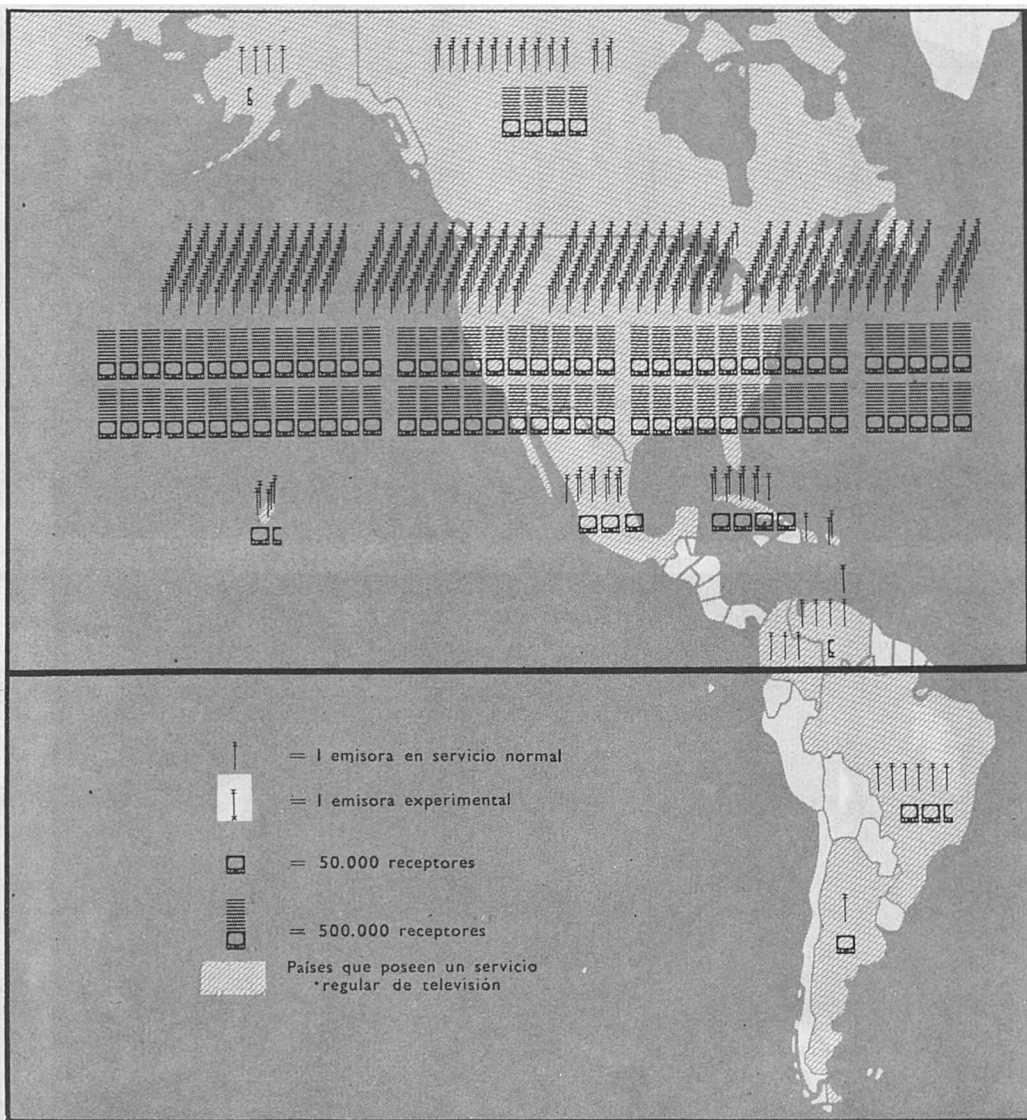 = 1 emisora en servicio normal
= 1 emisora experimental
= 50.000 receptores
= 500.000 receptores
Países que poseen un servicio
regular de televisión